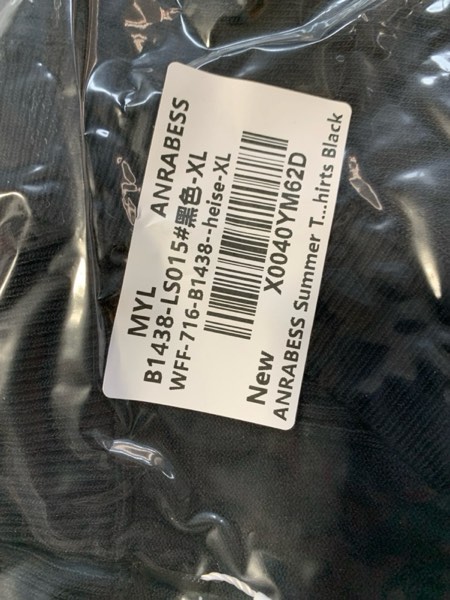 MYL ANRABESS
B1438-LS015#黑色-XL
WFF-716-B1438--heise-XL
X0040YM62D
New
ANRABESS Summer T...hirts Black